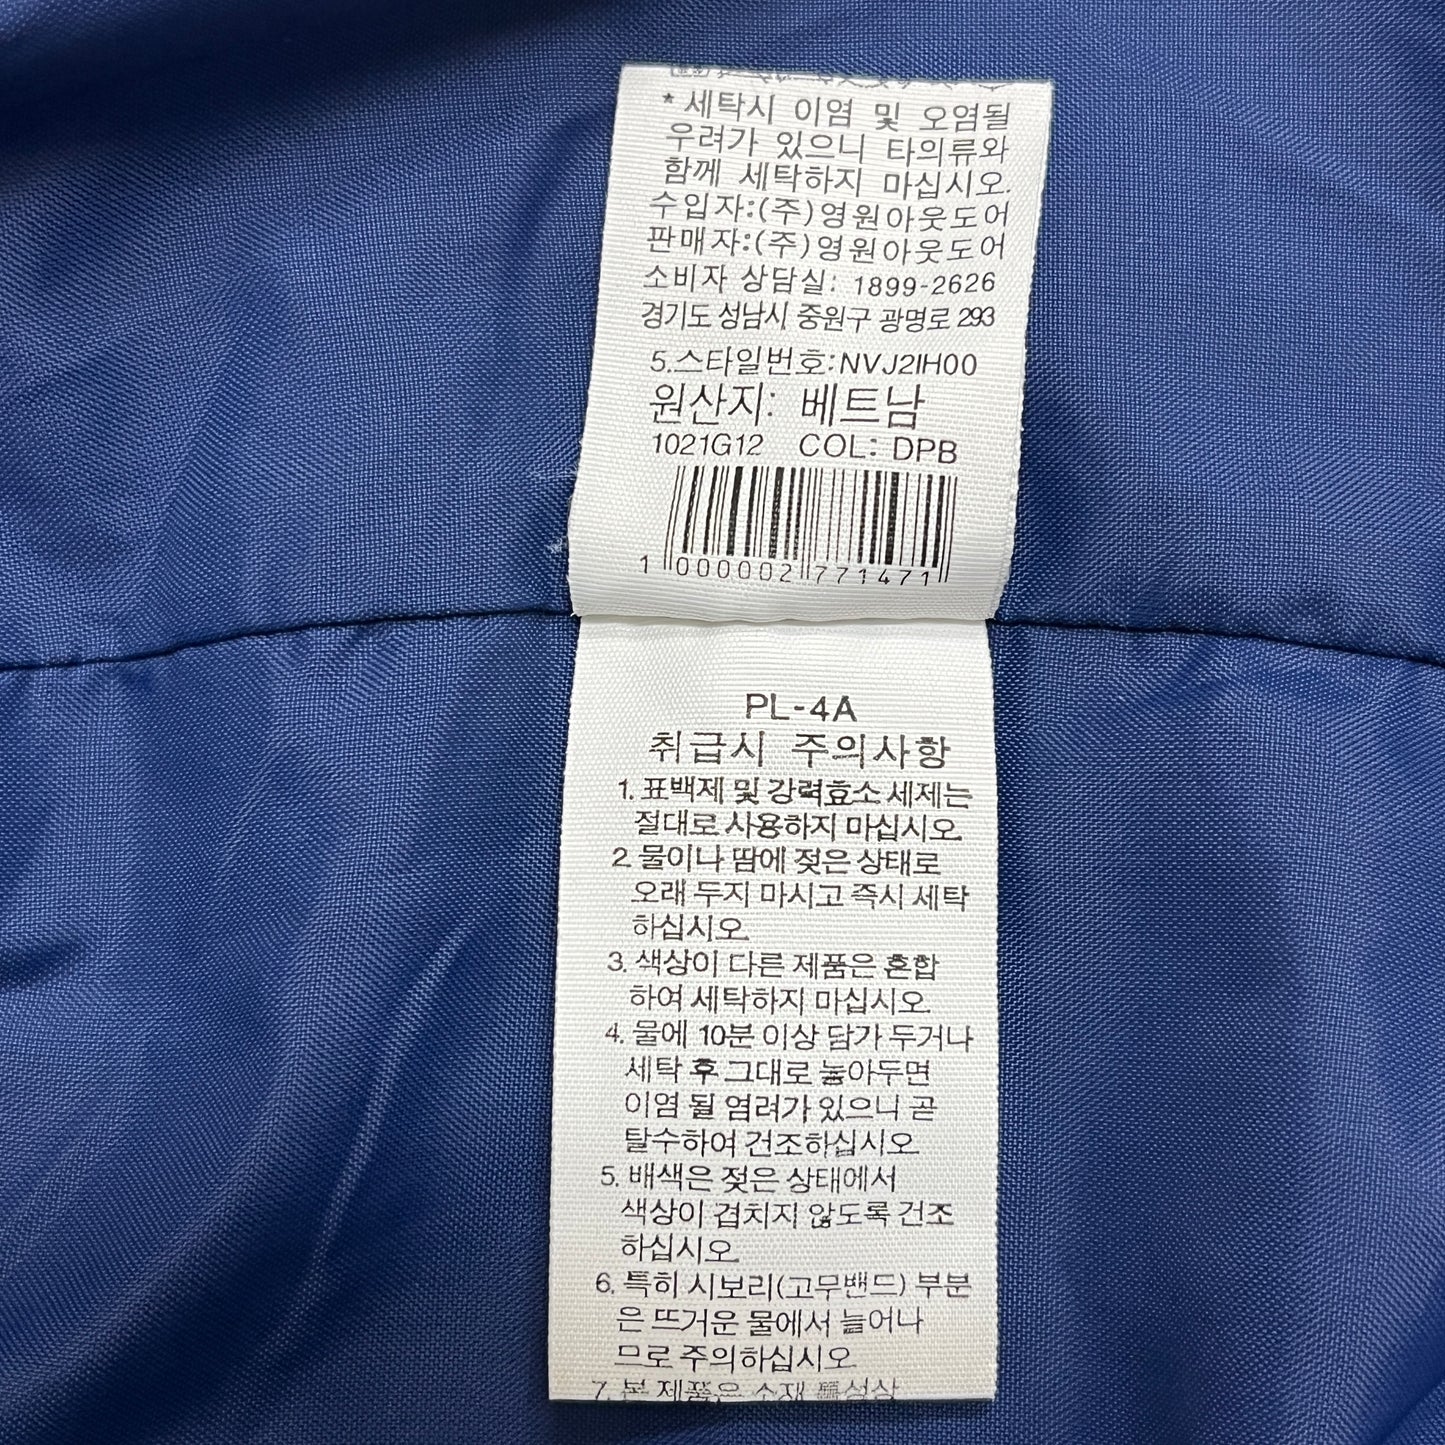 * 세탁시 이염 및 오염될
우려가 있으니 타의류와
함께 세탁하지 마십시오.
수입자:(주)영원아웃도어
판매자:(주)영원아웃도어
소비자 상담실: 1899-2626
경기도 성남시 중원구 광명로 293
5.스타일번호:NVJ2IH00
원산지: 베트남
1021G12 COL: DPB
1 000002 771471
PL-4A
취급시 주의사항
1. 표백제 및 강력효소 세제는
절대로 사용하지 마십시오.
2. 물이나 땀에 젖은 상태로
오래 두지 마시고 즉시 세탁
하십시오.
3. 색상이 다른 제품은 혼합
하여 세탁하지 마십시오.
4. 물에 10분 이상 담가 두거나
세탁 후 그대로 놓아두면
이염 될 염려가 있으니 곧
탈수하여 건조하십시오.
5. 배색은 젖은 상태에서
색상이 겹치지 않도록 건조
하십시오.
6. 특히 시보리(고무밴드) 부분
은 뜨거운 물에서 늘어나
므로 주의하십시오.
7. 본 제품은 소재 특성상